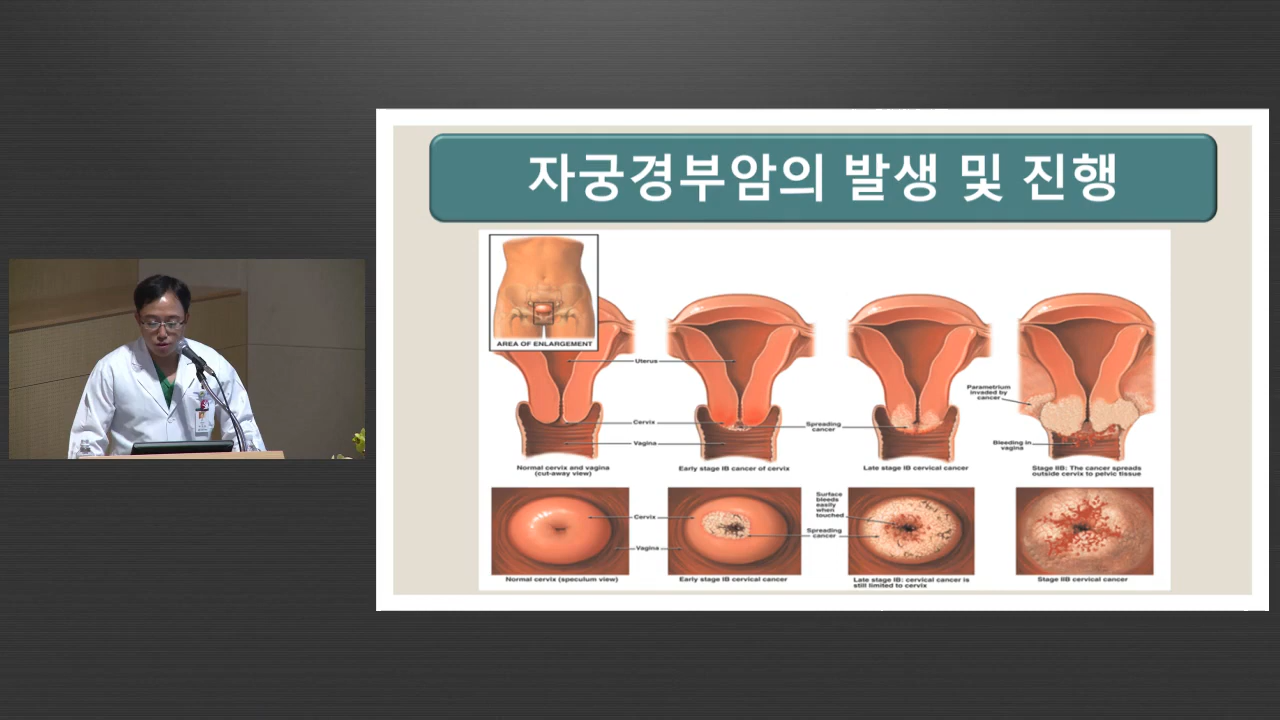 자궁경부암의 발생 및 진행
AREA OF ENLARGEMENT
Uterus
Cervix
Vagina
Spreading
cancer
Parametrium
invaded by
cancer
Bleeding in
vagina
Normal cervix and vagina
(cut-away view)
Early stage IB cancer of cervix
Late stage IB cervical cancer
Stage IIB: The cancer spreads
outside cervix to pelvic tissue
Cervix
Vagina
Surface
bleeds
easily
when
touched
Spreading
cancer
Normal cervix (speculum view)
Early stage IB cervical cancer
Late stage IB: cervical cancer is
still limited to cervix
Stage IIB cervical cancer